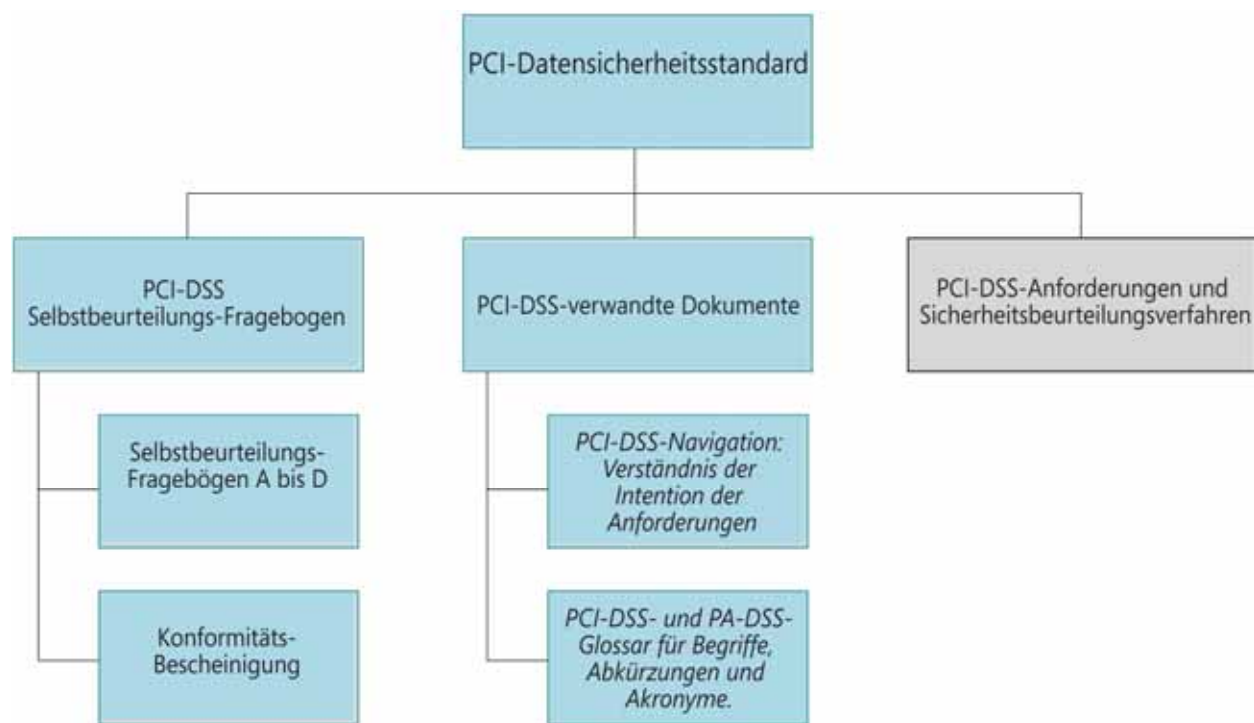 PCI-Datensicherheitsstandard
PCI-DSS
Selbstbeurteilungs-Fragebogen
PCI-DSS-verwandte Dokumente
PCI-DSS-Anforderungen und
Sicherheitsbeurteilungsverfahren
Selbstbeurteilungs-
Fragebögen A bis D
PCI-DSS-Navigation:
Verständnis der
Intention der
Anforderungen
Konformitäts-
Bescheinigung
PCI-DSS- und PA-DSS-
Glossar für Begriffe,
Abkürzungen und
Akronyme.